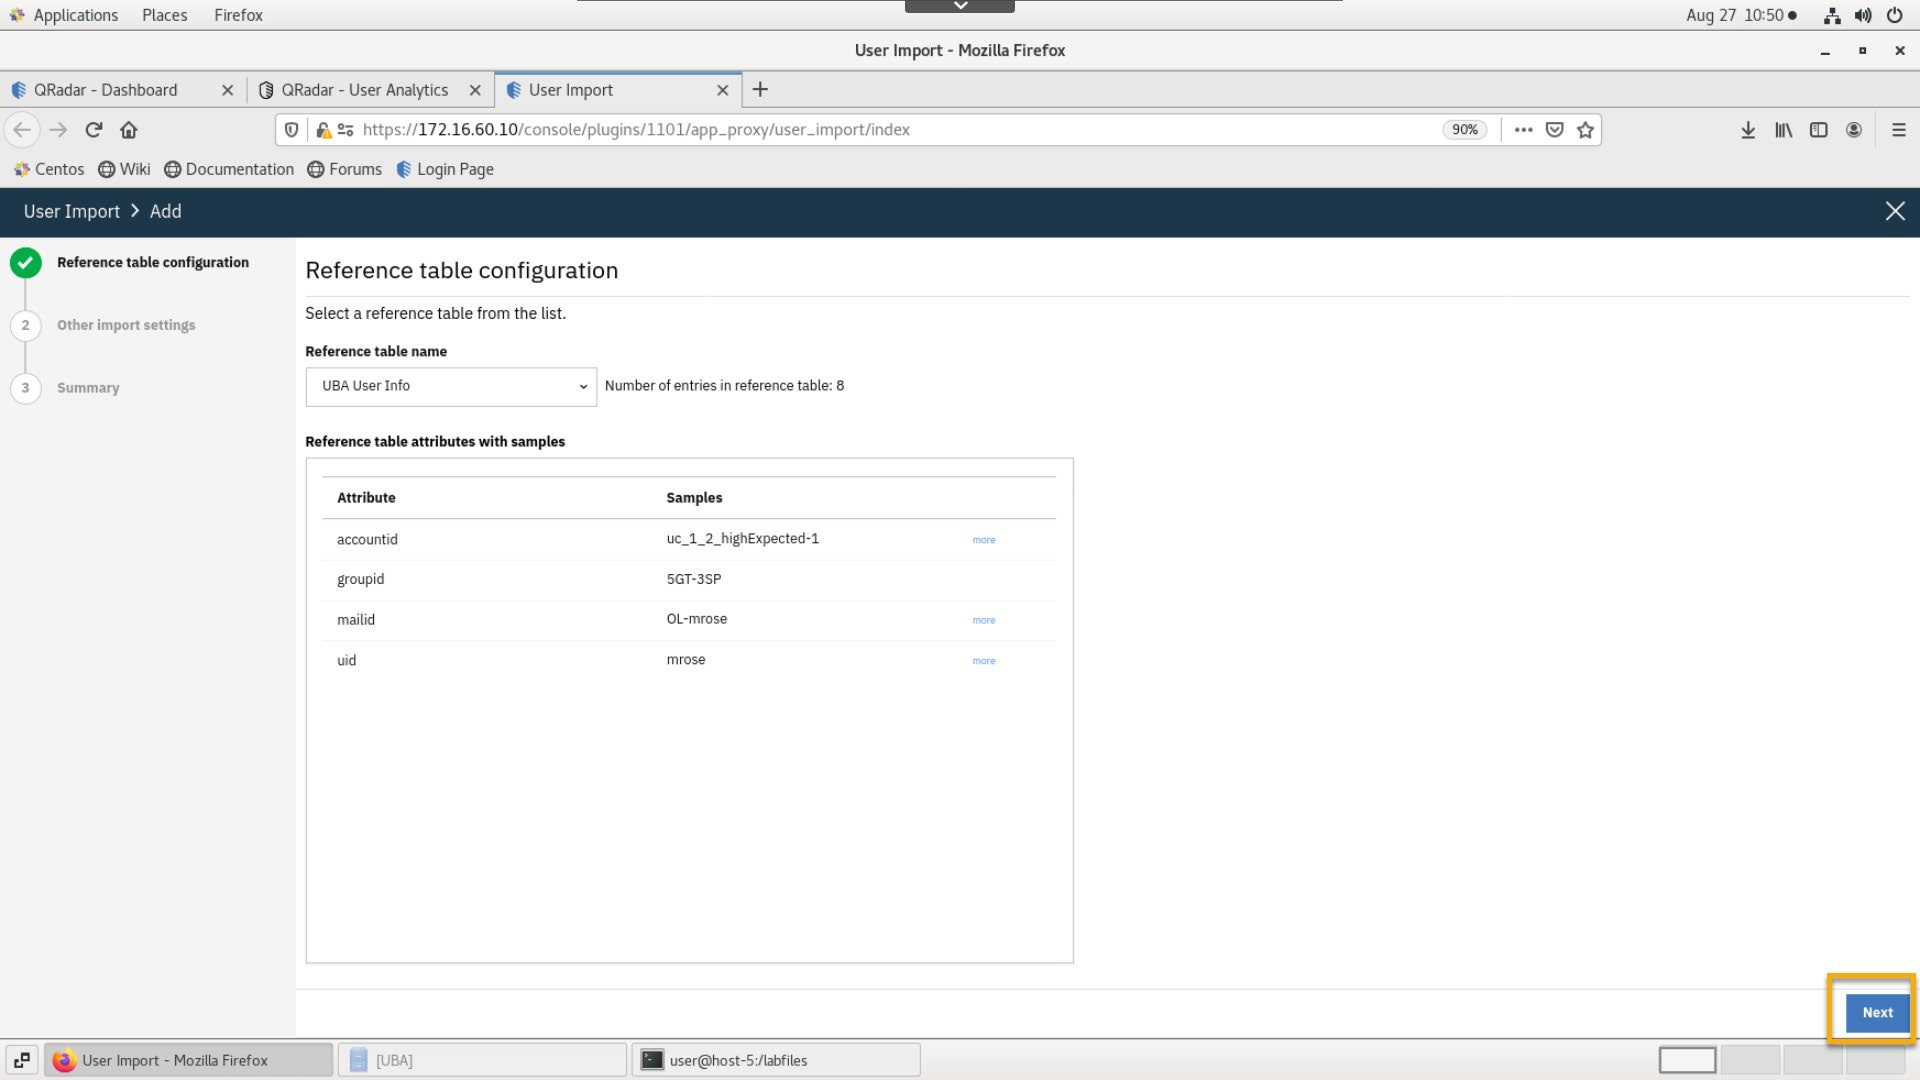 Applications Places Firefox Aug 27 10:50
User Import - Mozilla Firefox
QRadar - Dashboard QRadar - User Analytics User Import
https://172.16.60.10/console/plugins/1101/app_proxy/user_import/index 90%
Centos Wiki Documentation Forums Login Page
User Import > Add
Reference table configuration
2 Other import settings
3 Summary
Reference table configuration
Select a reference table from the list.
Reference table name
UBA User Info Number of entries in reference table: 8
Reference table attributes with samples
Attribute Samples
accountid uc_1_2_highExpected-1 more
groupid 5GT-3SP
mailid OL-mrose more
uid mrose more
Next
User Import - Mozilla Firefox [UBA] user@host-5:/labfiles